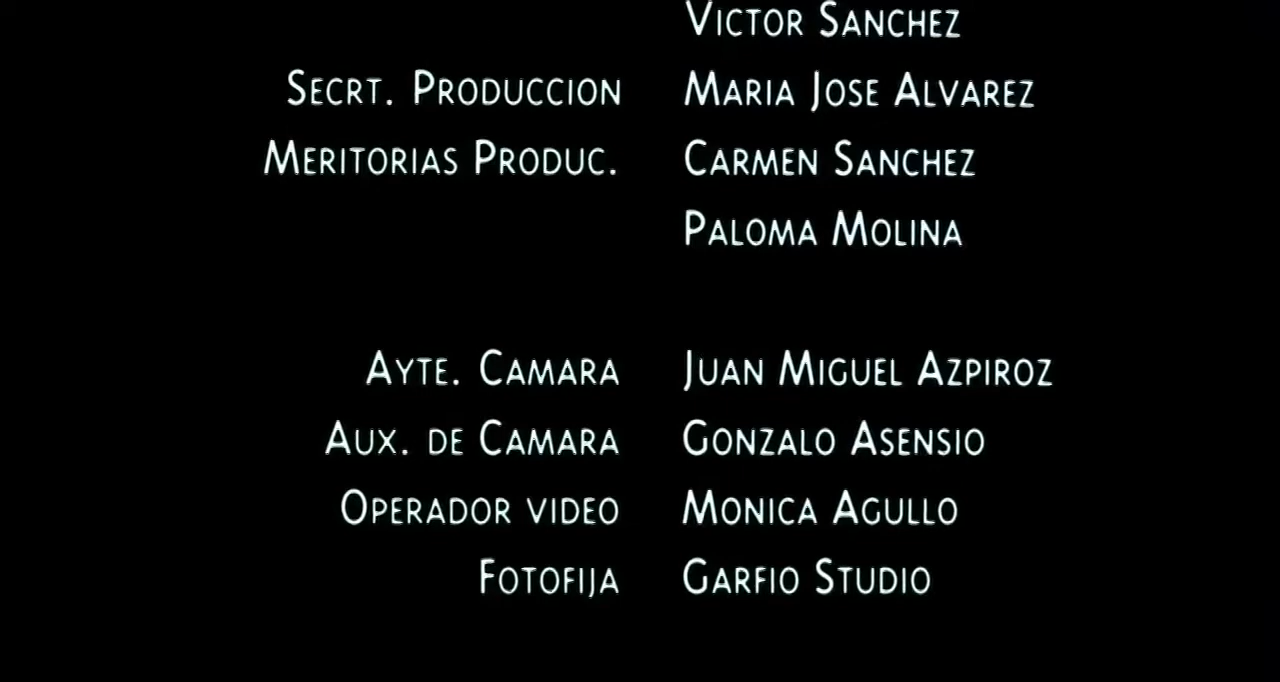 VICTOR SANCHEZ
SECRT. PRODUCCION MARIA JOSE ALVAREZ
MERITORIAS PRODUC. CARMEN SANCHEZ
PALOMA MOLINA
AYTE. CAMARA JUAN MIGUEL AZPIROZ
AUX. DE CAMARA GONZALO ASENSIO
OPERADOR VIDEO MONICA AGULLO
FOTOFIJA GARFIO STUDIO